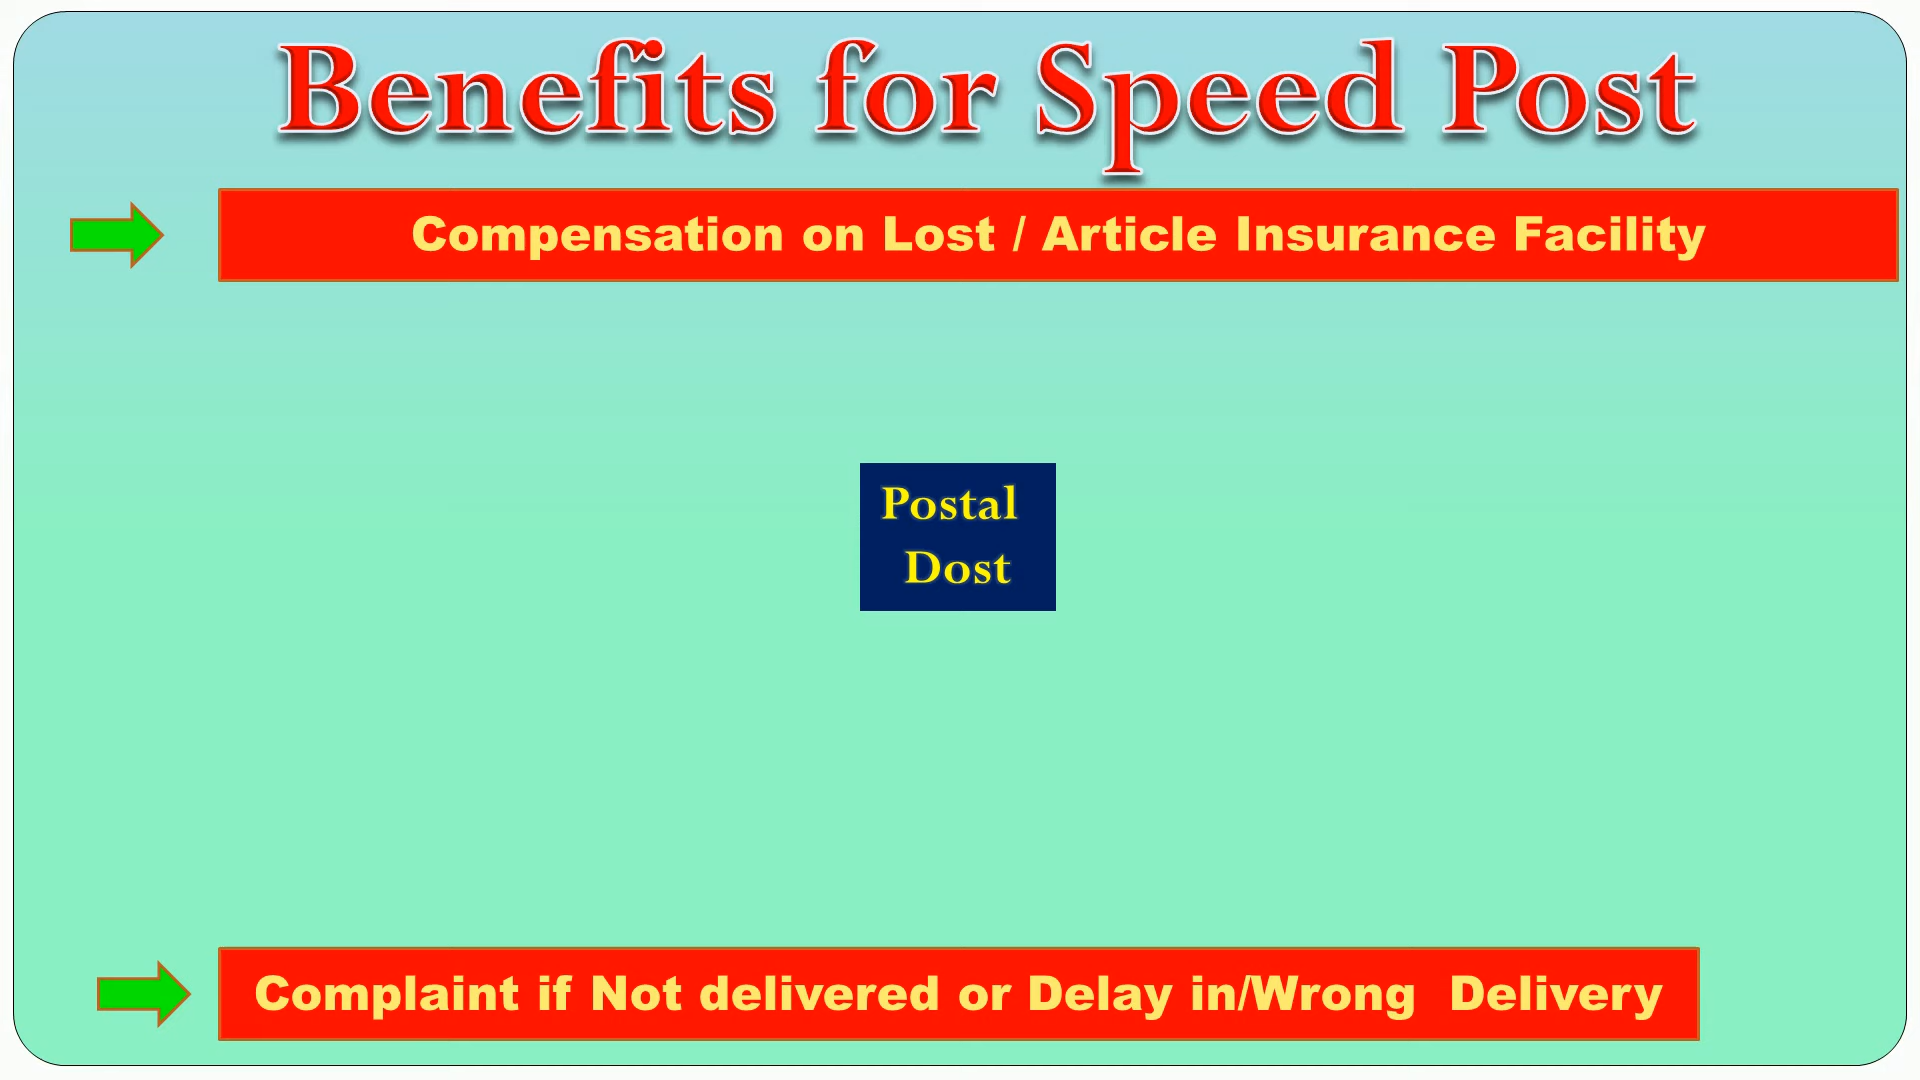 Benefits for Speed Post
Compensation on Lost / Article Insurance Facility
Postal
Dost
Complaint if Not delivered or Delay in/Wrong  Delivery